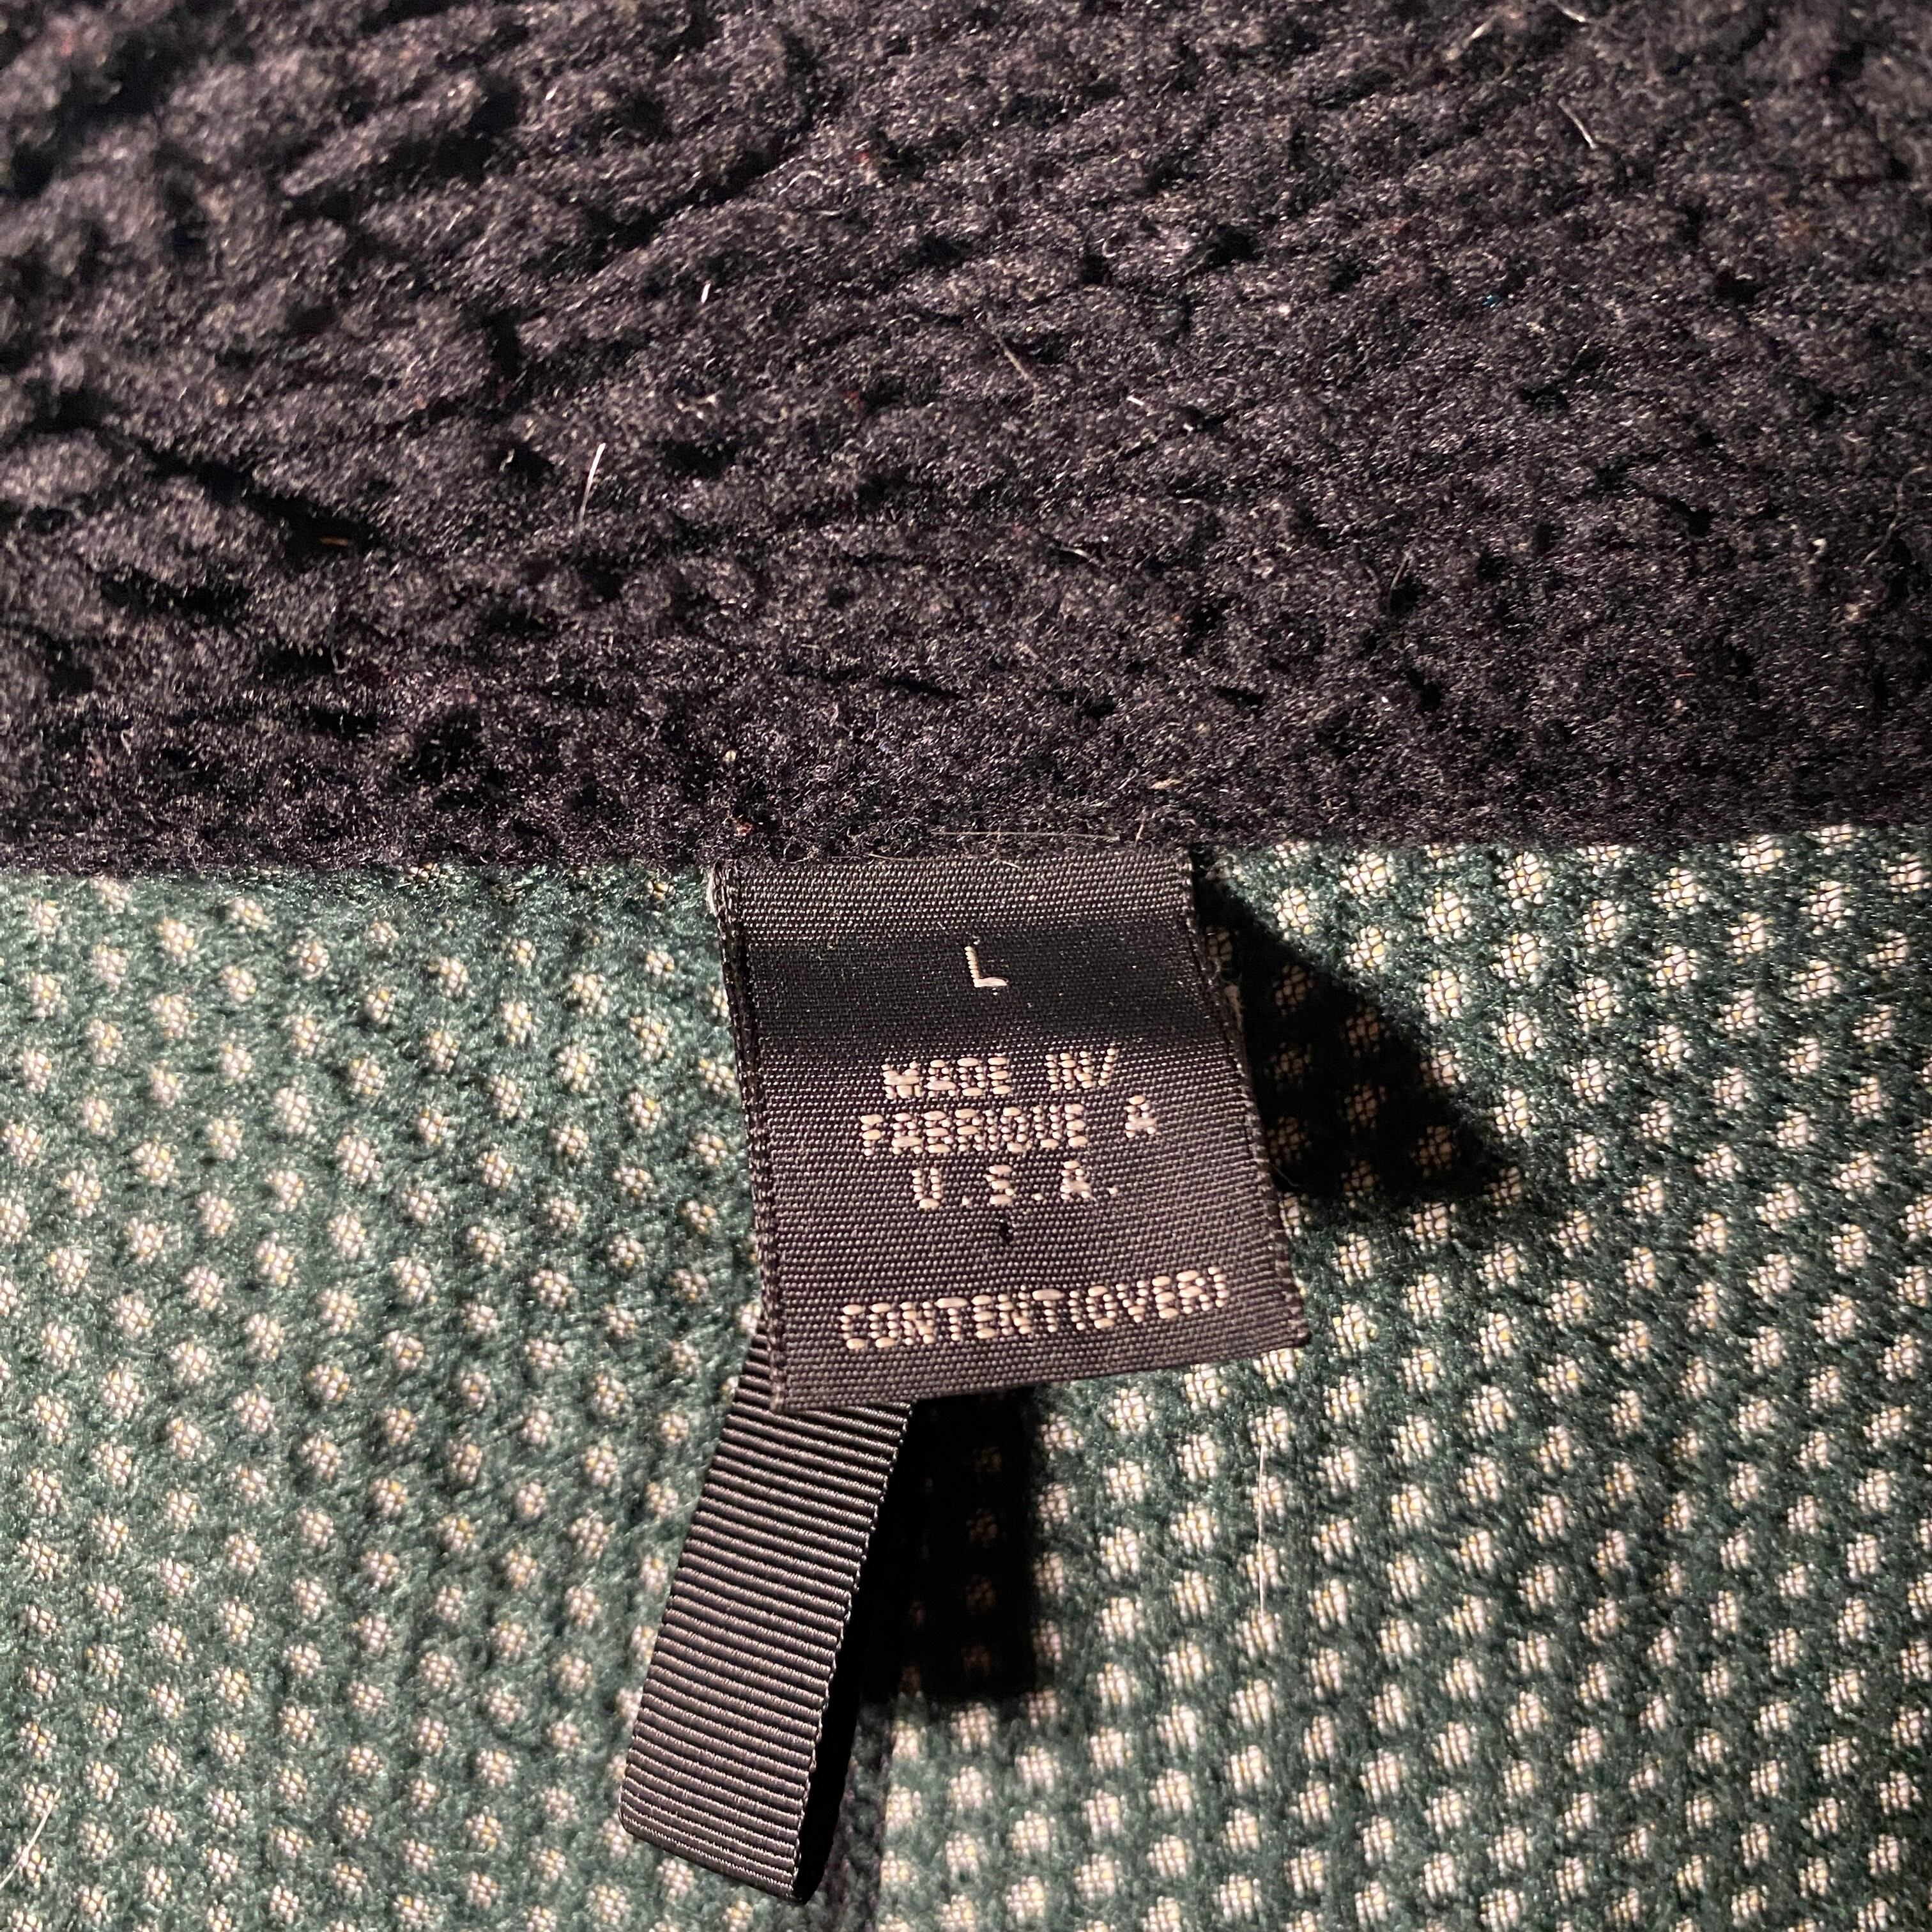 L
MADE IN/
FABRIQUE A
U.S.A.
CONTENT(OVER)